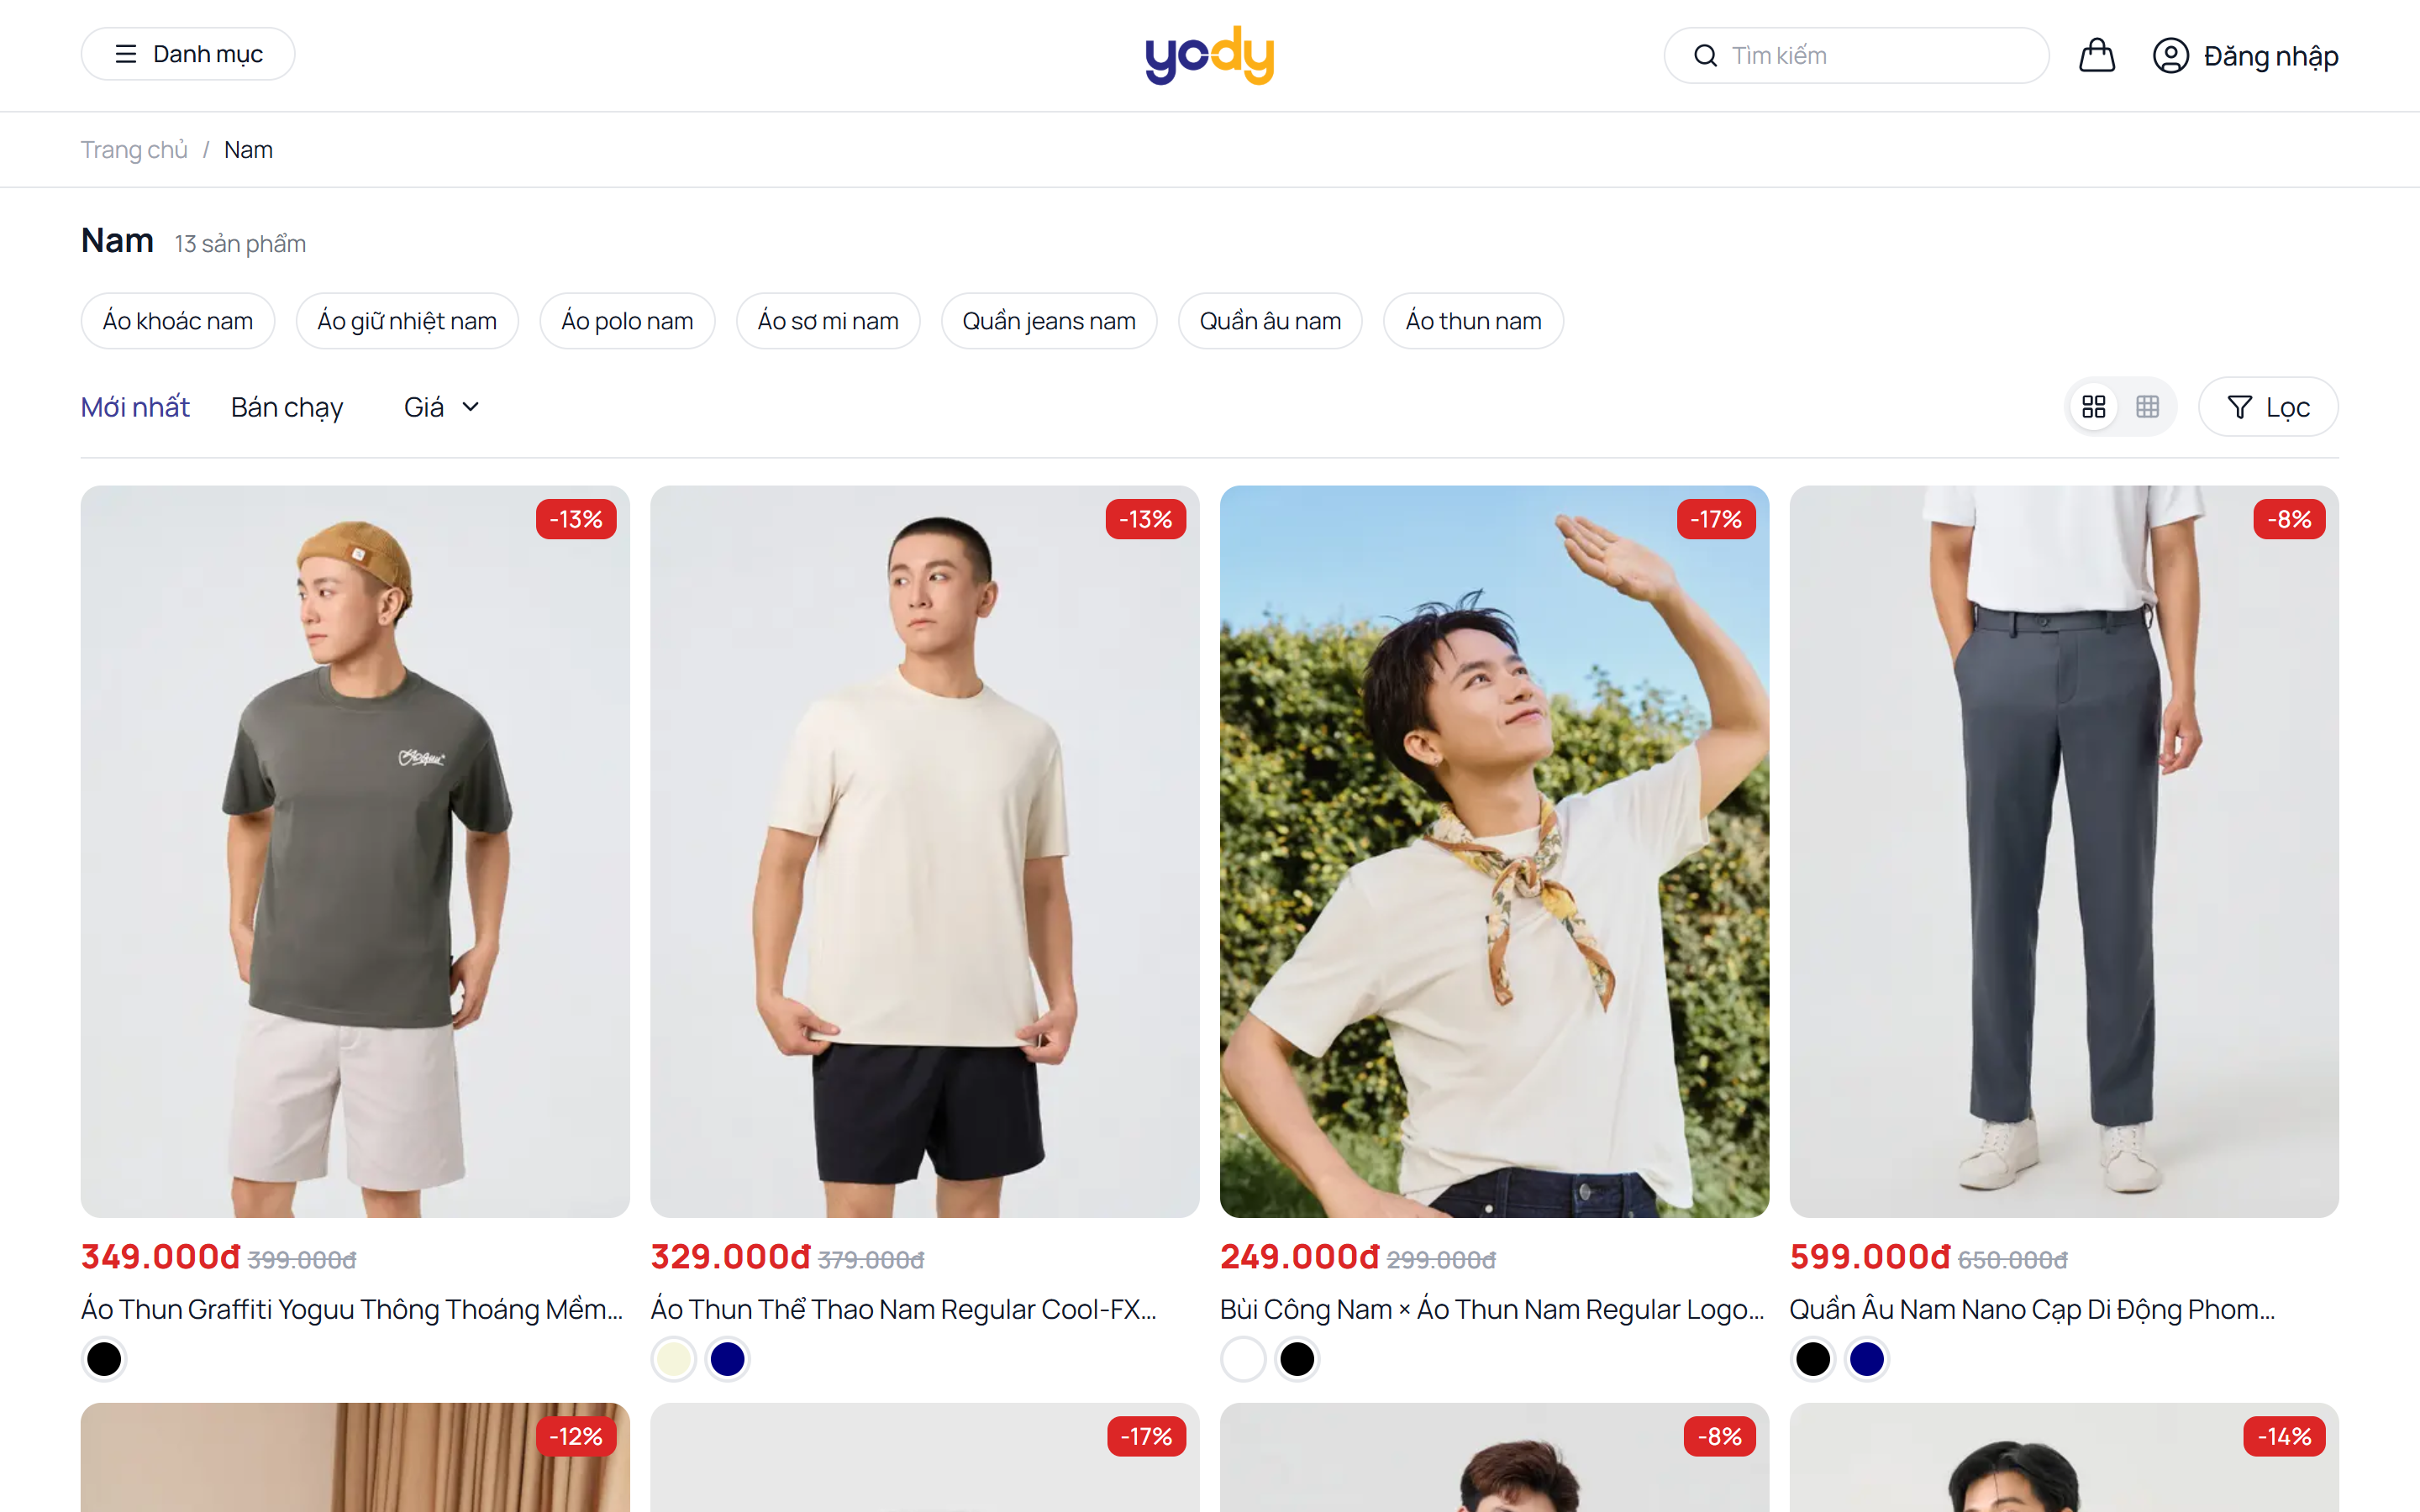 Danh mục
yody
Tìm kiếm
Đăng nhập
Trang chủ / Nam
Nam 13 sản phẩm
Áo khoác nam
Áo giữ nhiệt nam
Áo polo nam
Áo sơ mi nam
Quần jeans nam
Quần âu nam
Áo thun nam
Mới nhất
Bán chạy
Giá
Lọc
-13%
-13%
-17%
-8%
Yoguu
349.000đ 399.000đ
Áo Thun Graffiti Yoguu Thông Thoáng Mềm...
329.000đ 379.000đ
Áo Thun Thể Thao Nam Regular Cool-FX...
249.000đ 299.000đ
Bùi Công Nam × Áo Thun Nam Regular Logo...
599.000đ 650.000đ
Quần Âu Nam Nano Cạp Di Động Phom...
-12%
-17%
-8%
-14%